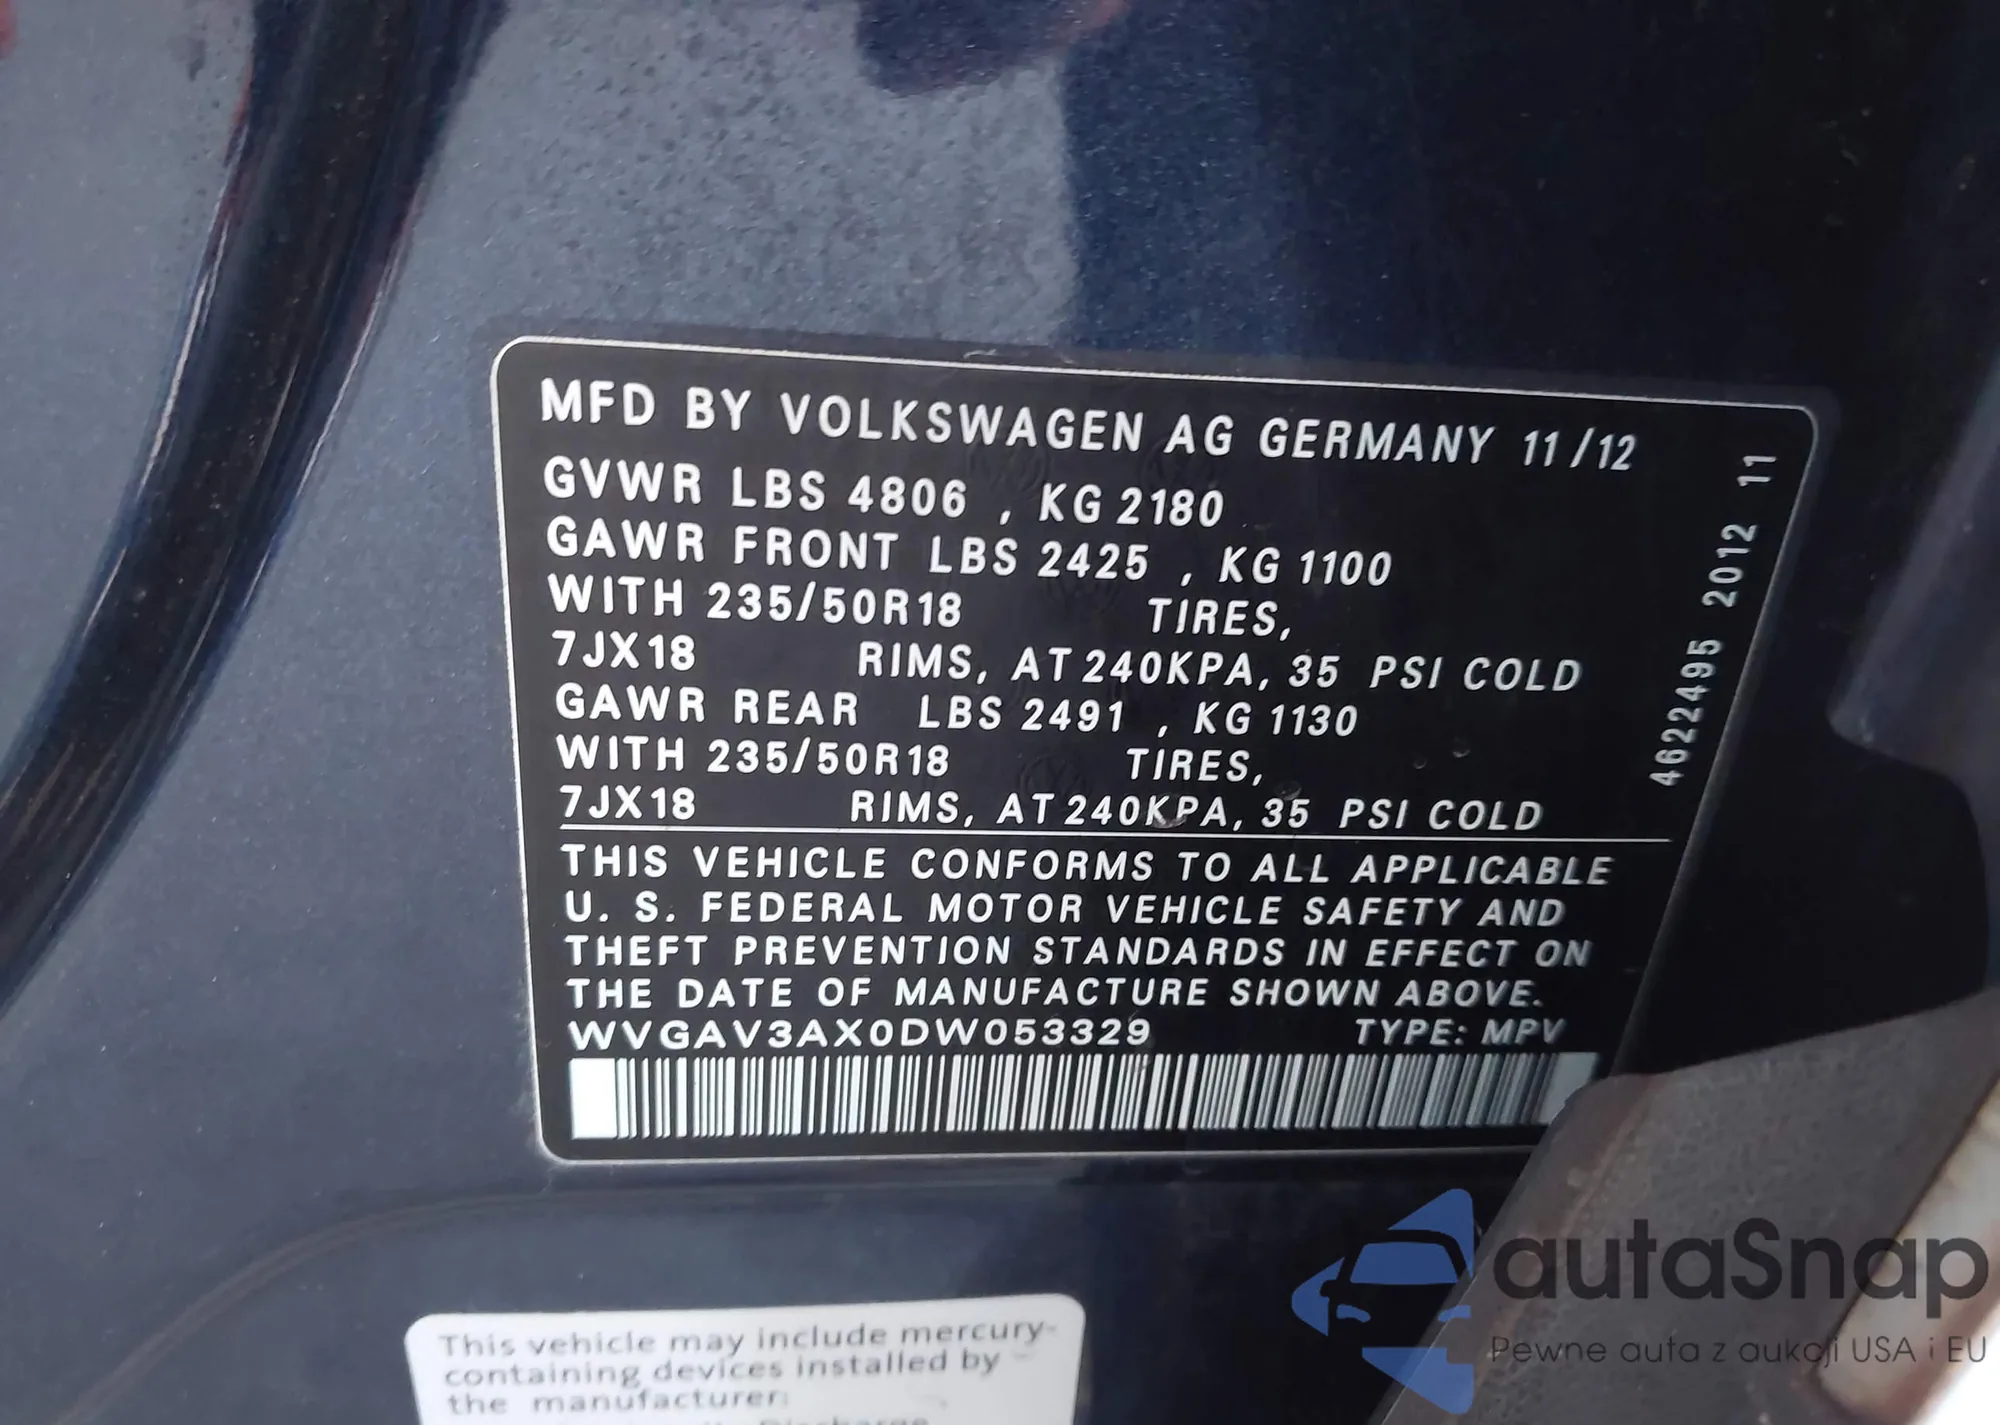 MFD BY VOLKSWAGEN AG GERMANY 11/12
GVWR LBS 4806 , KG 2180
GAWR FRONT LBS 2425 , KG 1100
WITH 235/50R18 TIRES,
7JX18 RIMS, AT 240KPA, 35 PSI COLD
GAWR REAR LBS 2491 , KG 1130
WITH 235/50R18 TIRES,
7JX18 RIMS, AT 240KPA, 35 PSI COLD
THIS VEHICLE CONFORMS TO ALL APPLICABLE
U. S. FEDERAL MOTOR VEHICLE SAFETY AND
THEFT PREVENTION STANDARDS IN EFFECT ON
THE DATE OF MANUFACTURE SHOWN ABOVE.
WVGAV3AX0DW053329 TYPE: MPV
4622495 2012 11
This vehicle may include mercury-
containing devices installed by
the manufacturer:
Discharge
autaSnap
Pewne auta z aukcji USA i EU